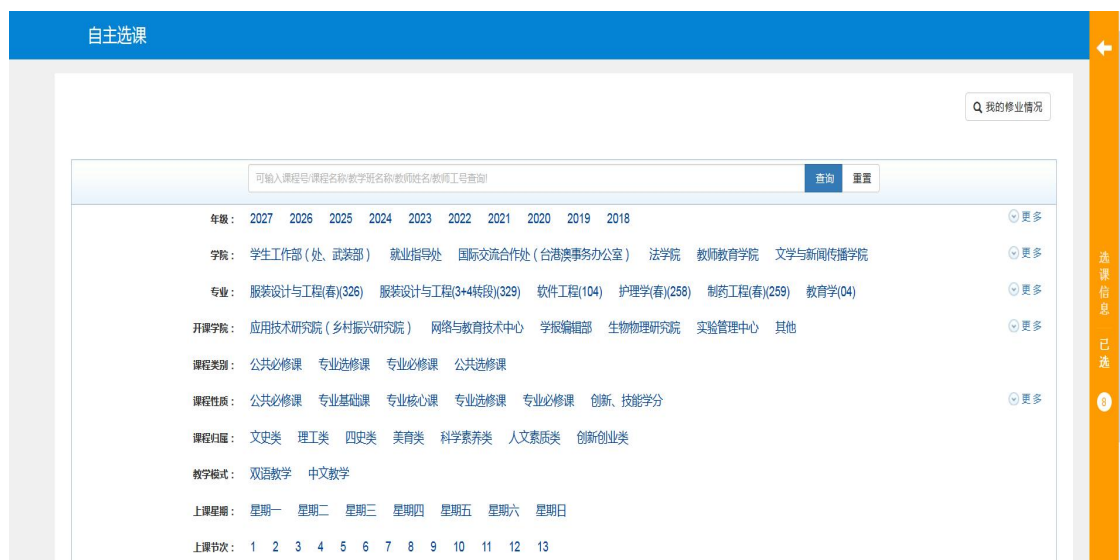 自主选课
我的修业情况
可输入课程号/课程名称/教学班名称/教师姓名/教师工号查询! 查询 重置
年级： 2027 2026 2025 2024 2023 2022 2021 2020 2019 2018 更多
学院： 学生工作部（处、武装部） 就业指导处 国际交流合作处（台港澳事务办公室） 法学院 教师教育学院 文学与新闻传播学院 更多
专业： 服装设计与工程(春)(326) 服装设计与工程(3+4转段)(329) 软件工程(104) 护理学(春)(258) 制药工程(春)(259) 教育学(04) 更多
开课学院： 应用技术研究院（乡村振兴研究院） 网络与教育技术中心 学报编辑部 生物物理研究院 实验管理中心 其他 更多
课程类别： 公共必修课 专业选修课 专业必修课 公共选修课
课程性质： 公共必修课 专业基础课 专业核心课 专业选修课 专业必修课 创新、技能学分 更多
课程归属： 文史类 理工类 四史类 美育类 科学素养类 人文素质类 创新创业类
教学模式： 双语教学 中文教学
上课星期： 星期一 星期二 星期三 星期四 星期五 星期六 星期日
上课节次： 1 2 3 4 5 6 7 8 9 10 11 12 13
选课信息 已选 8